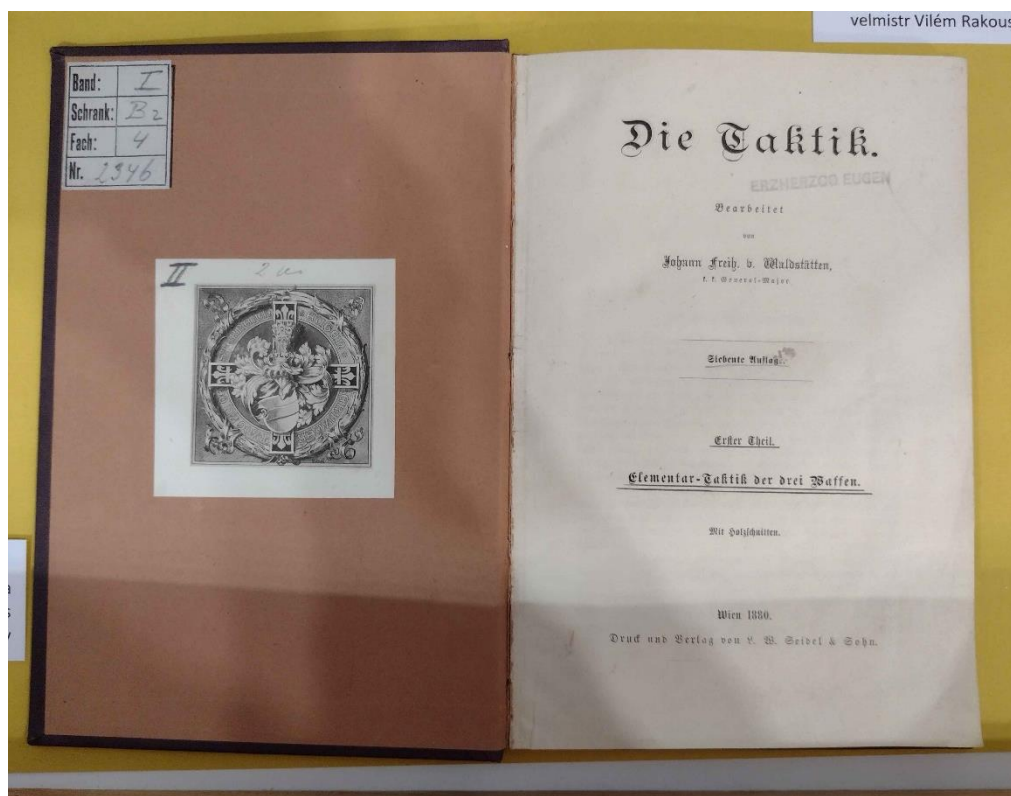 velmistr Vilém Rakous
Band: I
Schrank: B2
Fach: 4
Nr. 2346
II
Die Taktik.
ERZHERZOG EUGEN
Bearbeitet
von
Johann Freih. v. Waldstätten,
k. k. General-Major
Siebente Auflage.
Erster Theil.
Elementar-Taktik der drei Waffen.
Mit Holzschnitten.
Wien 1880.
Druck und Verlag von L. W. Seidel & Sohn.
a
s
v